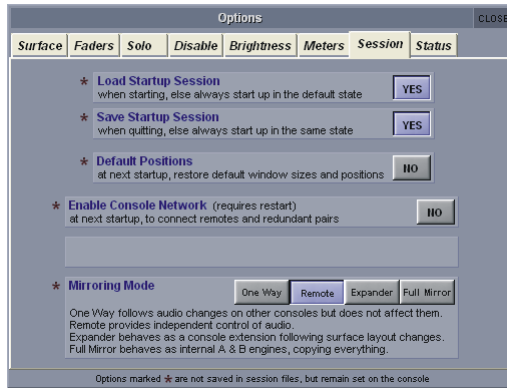 Options
CLOSE
Surface Faders Solo Disable Brightness Meters Session Status
* Load Startup Session
when starting, else always start up in the default state
YES
* Save Startup Session
when quitting, else always start up in the same state
YES
* Default Positions
at next startup, restore default window sizes and positions
NO
* Enable Console Network (requires restart)
at next startup, to connect remotes and redundant pairs
NO
* Mirroring Mode
One Way Remote Expander Full Mirror
One Way follows audio changes on other consoles but does not affect them.
Remote provides independent control of audio.
Expander behaves as a console extension following surface layout changes.
Full Mirror behaves as internal A & B engines, copying everything.
Options marked * are not saved in session files, but remain set on the console